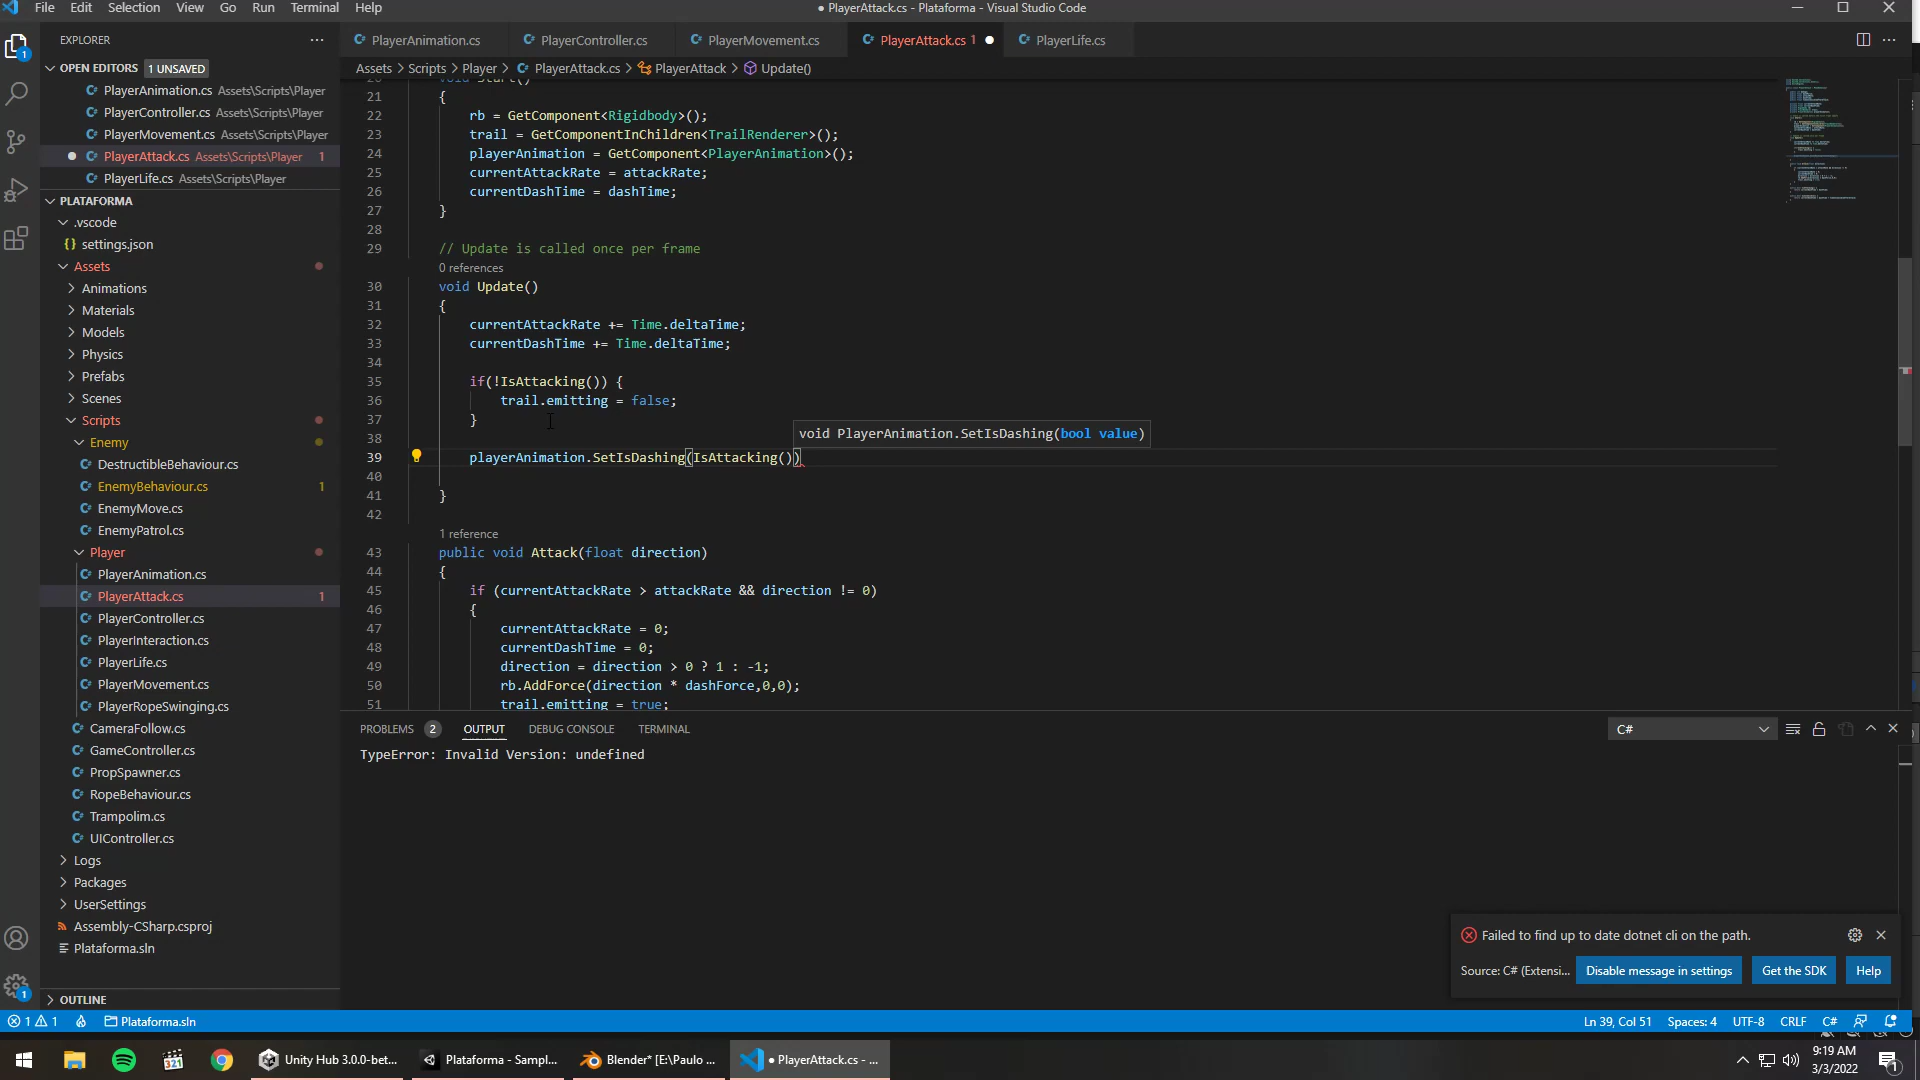 File Edit Selection View Go Run Terminal Help
● PlayerAttack.cs - Plataforma - Visual Studio Code
EXPLORER
PlayerAnimation.cs
PlayerController.cs
PlayerMovement.cs
PlayerAttack.cs 1
PlayerLife.cs
OPEN EDITORS 1 UNSAVED
Assets > Scripts > Player > PlayerAttack.cs > PlayerAttack > Update()
PlayerAnimation.cs Assets\Scripts\Player
PlayerController.cs Assets\Scripts\Player
PlayerMovement.cs Assets\Scripts\Player
PlayerAttack.cs Assets\Scripts\Player 1
PlayerLife.cs Assets\Scripts\Player
PLATAFORMA
.vscode
{} settings.json
Assets
Animations
Materials
Models
Physics
Prefabs
Scenes
Scripts
Enemy
DestructibleBehaviour.cs
EnemyBehaviour.cs 1
EnemyMove.cs
EnemyPatrol.cs
Player
PlayerAnimation.cs
PlayerAttack.cs 1
PlayerController.cs
PlayerInteraction.cs
PlayerLife.cs
PlayerMovement.cs
PlayerRopeSwinging.cs
CameraFollow.cs
GameController.cs
PropSpawner.cs
RopeBehaviour.cs
Trampolim.cs
UIController.cs
Logs
Packages
UserSettings
Assembly-CSharp.csproj
Plataforma.sln
OUTLINE
20 void Start()
21 {
22 rb = GetComponent<Rigidbody>();
23 trail = GetComponentInChildren<TrailRenderer>();
24 playerAnimation = GetComponent<PlayerAnimation>();
25 currentAttackRate = attackRate;
26 currentDashTime = dashTime;
27 }
28
29 // Update is called once per frame
0 references
30 void Update()
31 {
32 currentAttackRate += Time.deltaTime;
33 currentDashTime += Time.deltaTime;
34
35 if(!IsAttacking()) {
36 trail.emitting = false;
37 }
38
void PlayerAnimation.SetIsDashing(bool value)
39 playerAnimation.SetIsDashing(IsAttacking())
40
41 }
42
1 reference
43 public void Attack(float direction)
44 {
45 if (currentAttackRate > attackRate && direction != 0)
46 {
47 currentAttackRate = 0;
48 currentDashTime = 0;
49 direction = direction > 0 ? 1 : -1;
50 rb.AddForce(direction * dashForce,0,0);
51 trail.emitting = true;
PROBLEMS 2 OUTPUT DEBUG CONSOLE TERMINAL
C#
TypeError: Invalid Version: undefined
Failed to find up to date dotnet cli on the path.
Source: C# (Extensi... Disable message in settings Get the SDK Help
1 1 Plataforma.sln
Ln 39, Col 51 Spaces: 4 UTF-8 CRLF C#
Unity Hub 3.0.0-bet...
Plataforma - Sampl...
Blender* [E:\Paulo ...
● PlayerAttack.cs - ...
9:19 AM
3/3/2022